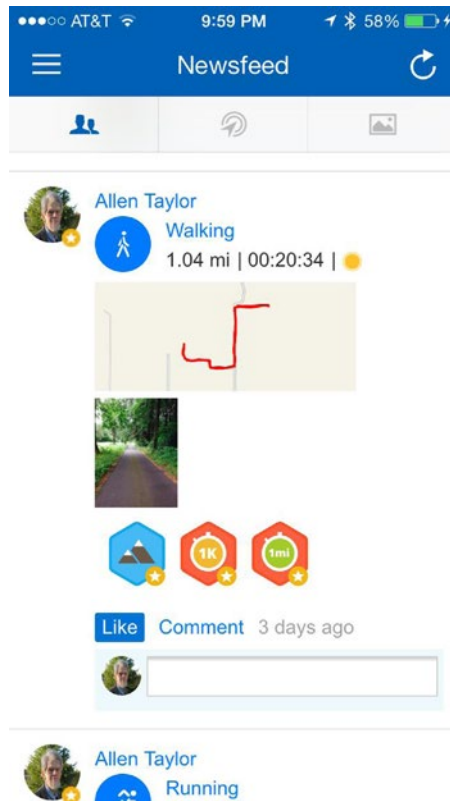 AT&T 9:59 PM 58%
Newsfeed
Allen Taylor
Walking
1.04 mi | 00:20:34 |
1K 1mi
Like Comment 3 days ago
Allen Taylor
Running